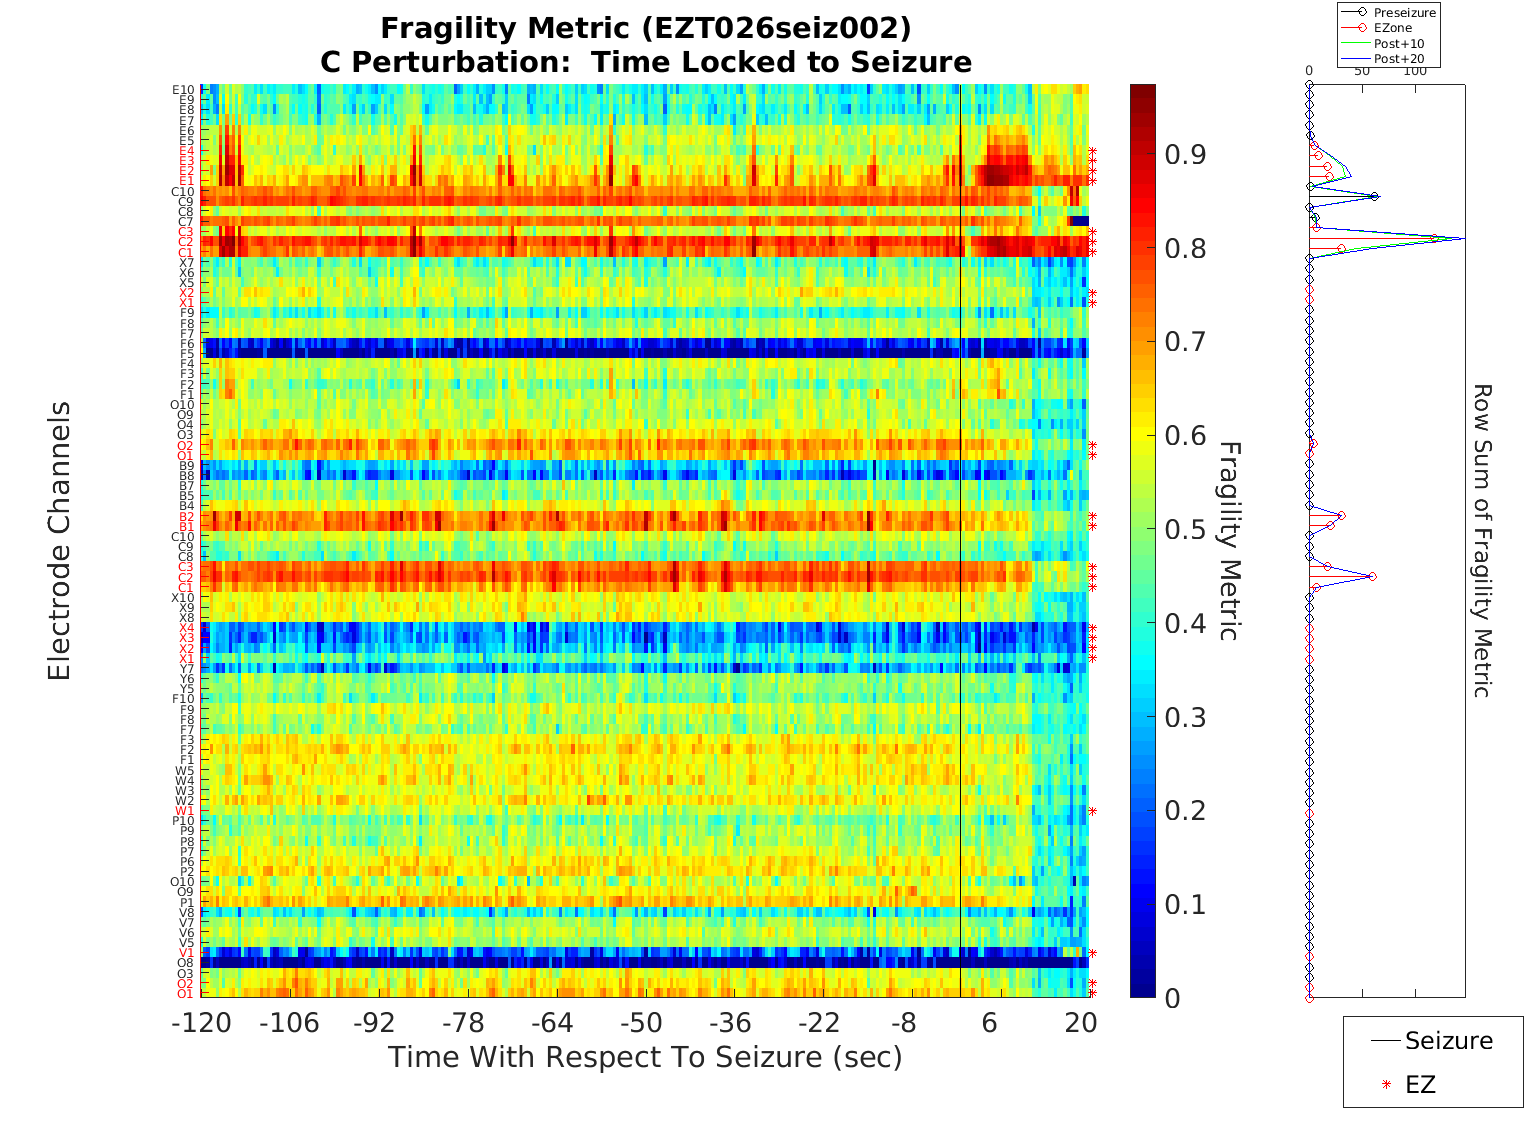 Fragility Metric (EZT026seiz002)
C Perturbation:  Time Locked to Seizure
Electrode Channels
E10
E9
E8
E7
E6
E5
E4
E3
E2
E1
C10
C9
C8
C7
C3
C2
C1
X7
X6
X5
X2
X1
F9
F8
F7
F6
F5
F4
F3
F2
F1
O10
O9
O4
O3
O2
O1
B9
B8
B7
B5
B4
B2
B1
C10
C9
C8
C3
C2
C1
X10
X9
X8
X4
X3
X2
X1
Y7
Y6
Y5
F10
F9
F8
F7
F3
F2
F1
W5
W4
W3
W2
W1
P10
P9
P8
P7
P6
P2
O10
O9
P1
V8
V7
V6
V5
V1
O8
O3
O2
O1
-120 -106 -92 -78 -64 -50 -36 -22 -8 6 20
Time With Respect To Seizure (sec)
0.9
0.8
0.7
0.6
0.5
0.4
0.3
0.2
0.1
0
Fragility Metric
Preseizure
EZone
Post+10
Post+20
0 50 100
Row Sum of Fragility Metric
Seizure
EZ